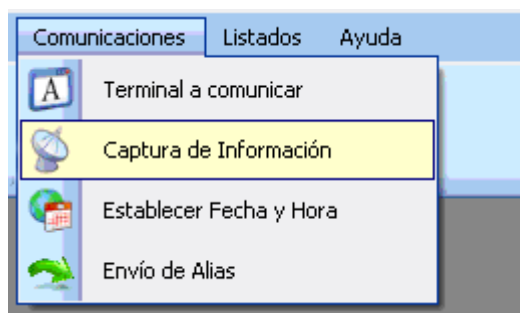 Comunicaciones Listados Ayuda
A Terminal a comunicar
Captura de Información
Establecer Fecha y Hora
Envío de Alias